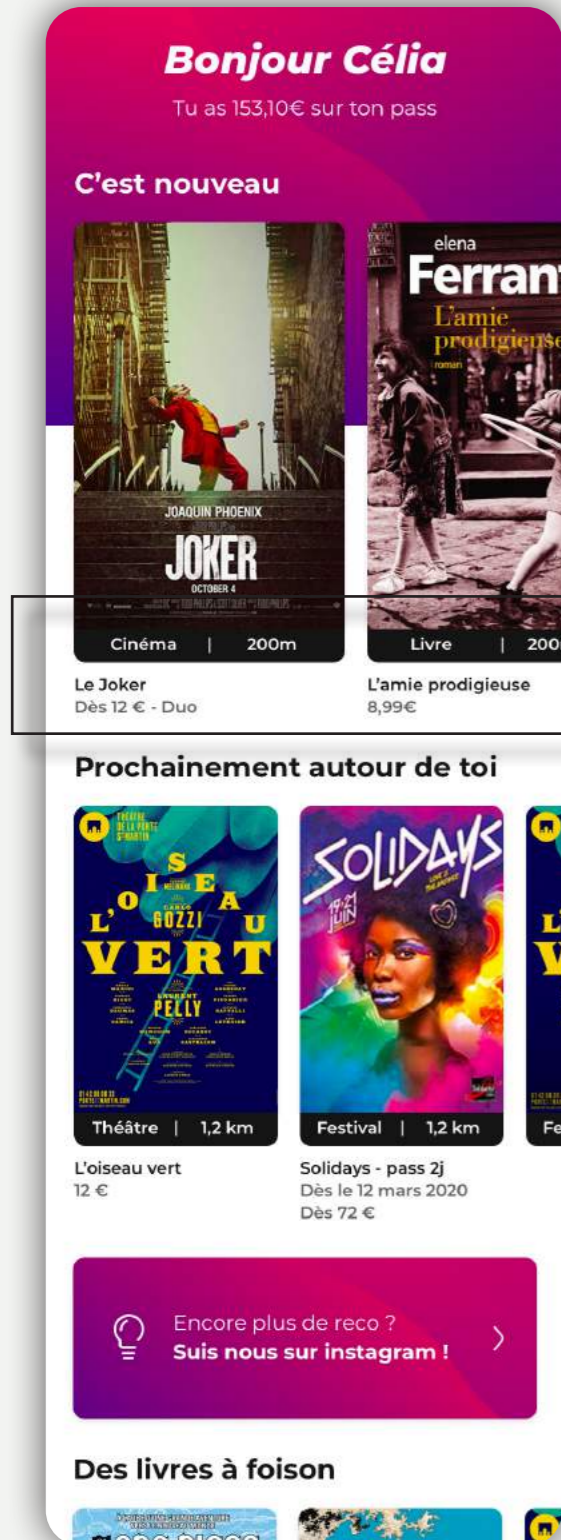 Bonjour Célia
Tu as 153,10€ sur ton pass
C'est nouveau
JOAQUIN PHOENIX
JOKER
OCTOBER 4
Cinéma | 200m
Le Joker
Dès 12 € - Duo
elena
Ferran
L'amie
prodigieuse
roman
Livre | 200
L'amie prodigieuse
8,99€
Prochainement autour de toi
THÉÂTRE
DE LA PORTE
ST MARTIN
L'OISEAU
GOZZI
VERT
LAURENT
PELLY
Théâtre | 1,2 km
L'oiseau vert
12 €
SOLIDAYS
19-21
JUIN
Festival | 1,2 km
Solidays - pass 2j
Dès le 12 mars 2020
Dès 72 €
L'
V
Fe
Encore plus de reco ?
Suis nous sur instagram !
Des livres à foison